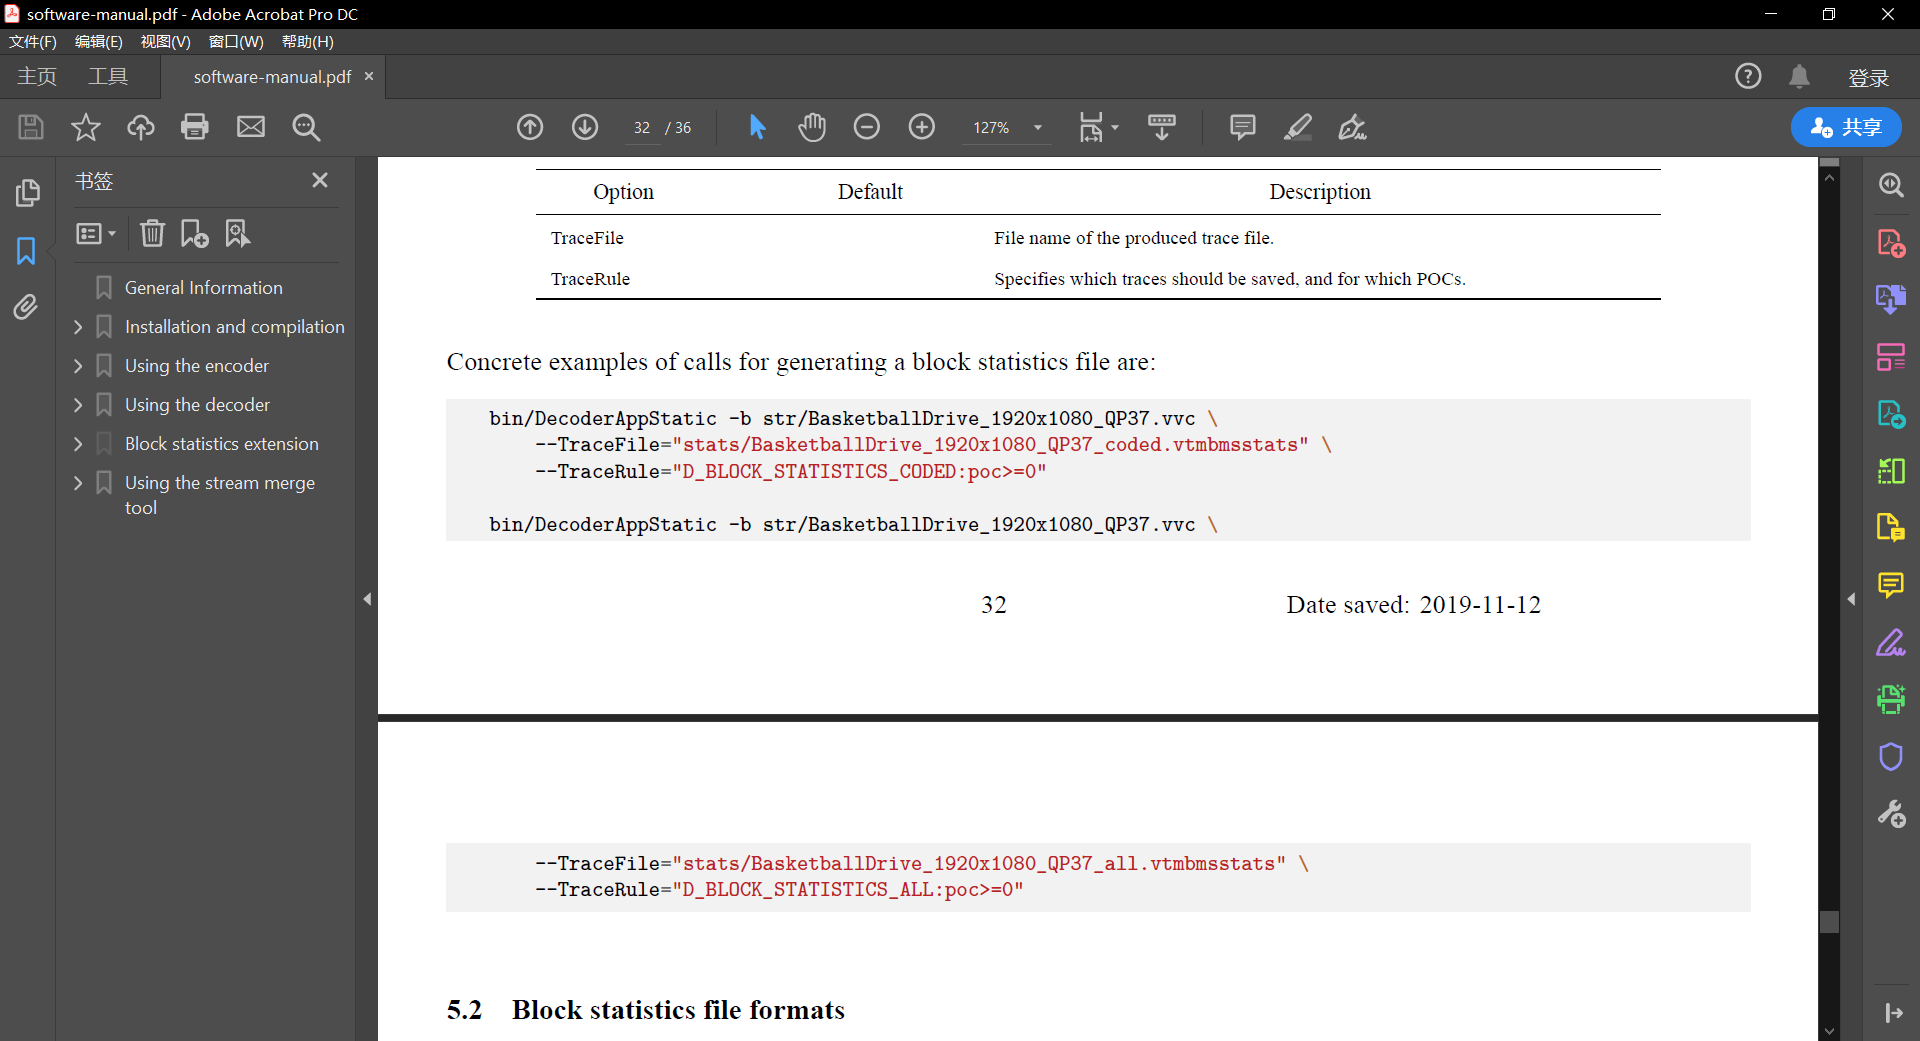 software-manual.pdf - Adobe Acrobat Pro DC
文件(F) 编辑(E) 视图(V) 窗口(W) 帮助(H)
主页 工具 software-manual.pdf × 登录
32 / 36 127% 共享
书签
General Information
Installation and compilation
Using the encoder
Using the decoder
Block statistics extension
Using the stream merge
tool
Option Default Description
TraceFile File name of the produced trace file.
TraceRule Specifies which traces should be saved, and for which POCs.
Concrete examples of calls for generating a block statistics file are:
bin/DecoderAppStatic -b str/BasketballDrive_1920x1080_QP37.vvc \
--TraceFile="stats/BasketballDrive_1920x1080_QP37_coded.vtmbmsstats" \
--TraceRule="D_BLOCK_STATISTICS_CODED:poc>=0"
bin/DecoderAppStatic -b str/BasketballDrive_1920x1080_QP37.vvc \
32 Date saved: 2019-11-12
--TraceFile="stats/BasketballDrive_1920x1080_QP37_all.vtmbmsstats" \
--TraceRule="D_BLOCK_STATISTICS_ALL:poc>=0"
5.2 Block statistics file formats